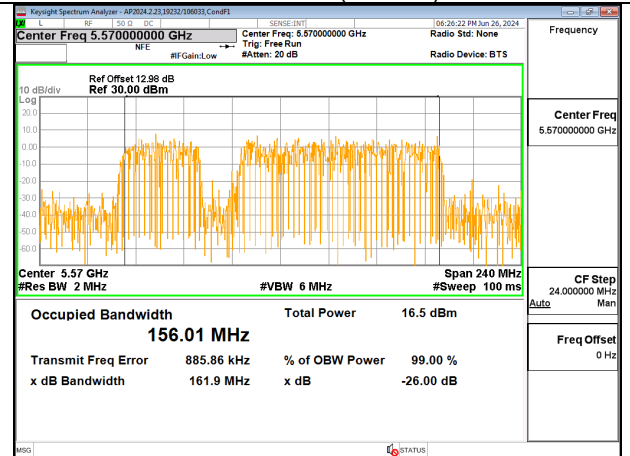 Keysight Spectrum Analyzer - AP2024.2.23,19232/106033,CondF1
LXI L RF 50 Ω DC SENSE:INT 06:26:22 PM Jun 26, 2024
Center Freq 5.570000000 GHz
NFE
#IFGain:Low
Center Freq: 5.570000000 GHz
Trig: Free Run
#Atten: 20 dB
Radio Std: None
Radio Device: BTS
Frequency
Ref Offset 12.98 dB
10 dB/div Ref 30.00 dBm
Log
20.0
10.0
0.00
-10.0
-20.0
-30.0
-40.0
-50.0
-60.0
Center 5.57 GHz Span 240 MHz
#Res BW 2 MHz #VBW 6 MHz #Sweep 100 ms
Center Freq
5.570000000 GHz
CF Step
24.000000 MHz
Auto Man
Freq Offset
0 Hz
Occupied Bandwidth Total Power 16.5 dBm
156.01 MHz
Transmit Freq Error 885.86 kHz % of OBW Power 99.00 %
x dB Bandwidth 161.9 MHz x dB -26.00 dB
MSG STATUS